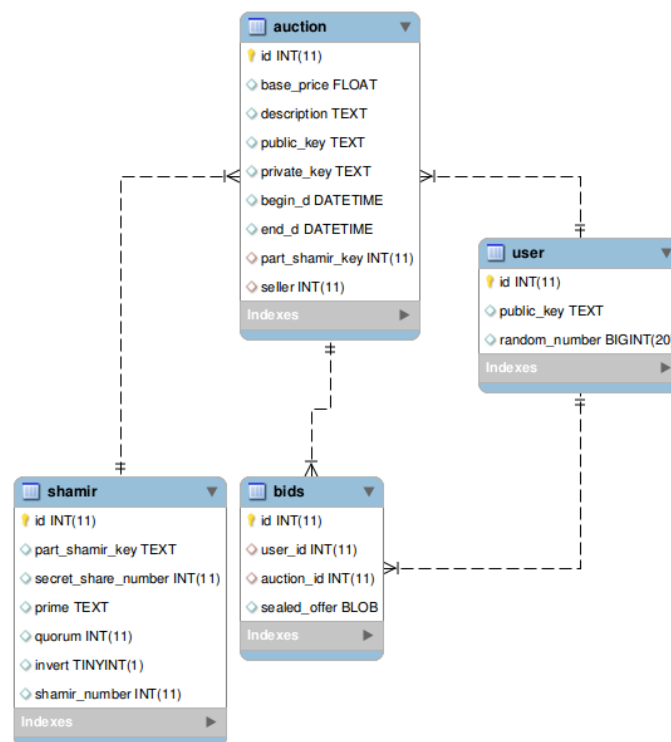 auction
id INT(11)
base_price FLOAT
description TEXT
public_key TEXT
private_key TEXT
begin_d DATETIME
end_d DATETIME
part_shamir_key INT(11)
seller INT(11)
Indexes
user
id INT(11)
public_key TEXT
random_number BIGINT(20
Indexes
shamir
id INT(11)
part_shamir_key TEXT
secret_share_number INT(11)
prime TEXT
quorum INT(11)
invert TINYINT(1)
shamir_number INT(11)
Indexes
bids
id INT(11)
user_id INT(11)
auction_id INT(11)
sealed_offer BLOB
Indexes